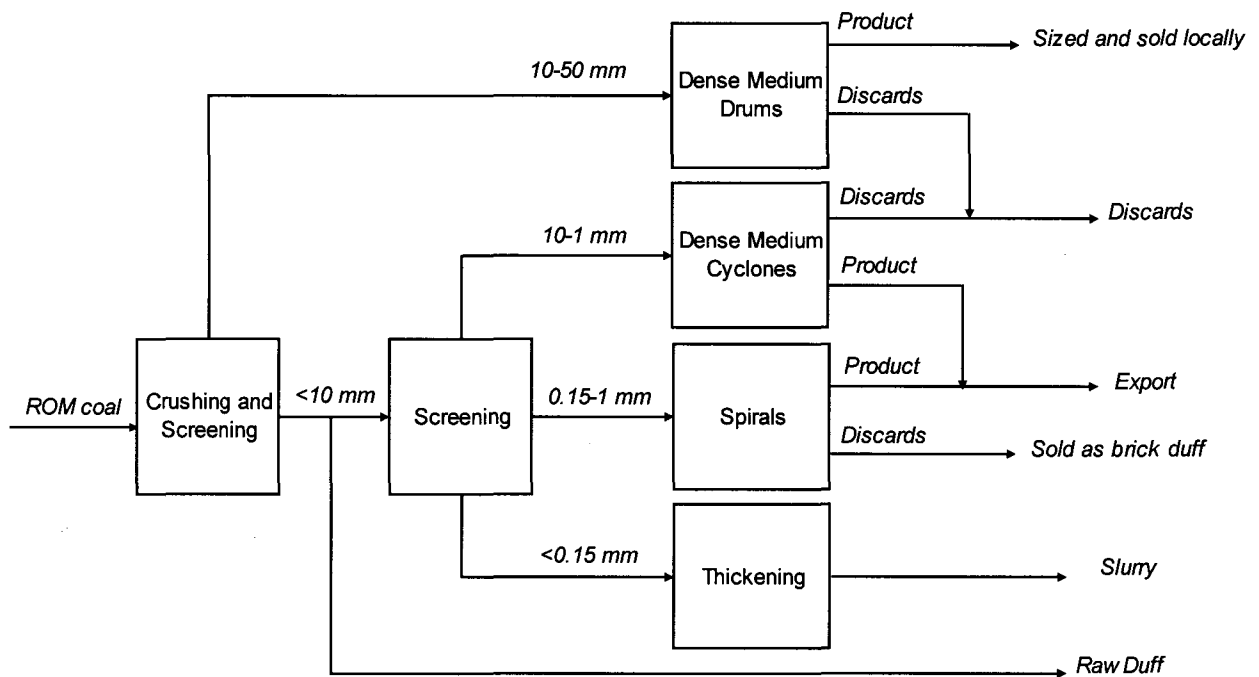 Product
Sized and sold locally
10-50 mm
Dense Medium
Drums
Discards
Discards
Discards
10-1 mm
Dense Medium
Cyclones
Product
ROM coal
Crushing and
Screening
<10 mm
Screening
0.15-1 mm
Spirals
Product
Export
Discards
Sold as brick duff
<0.15 mm
Thickening
Slurry
Raw Duff